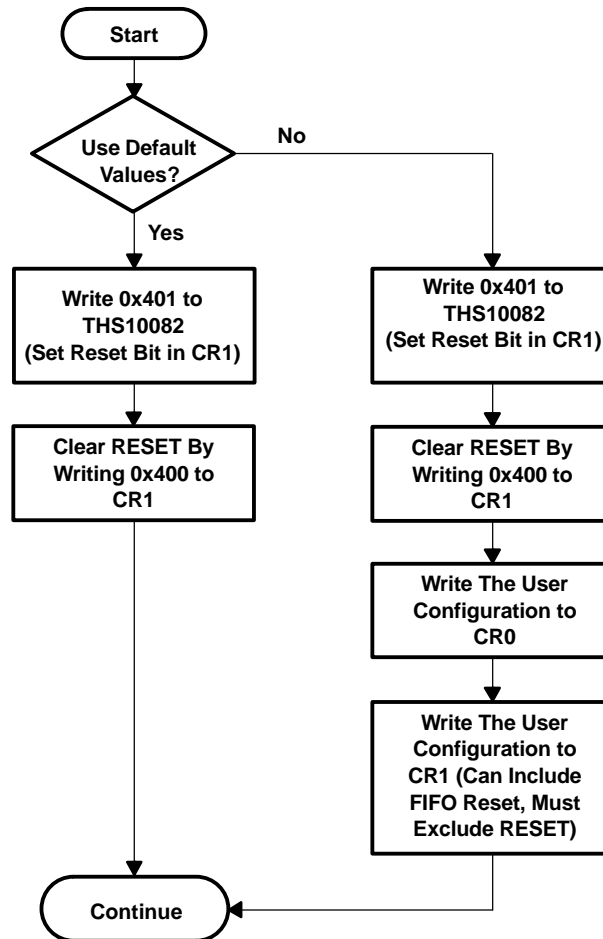 Start
Use Default
Values?
No
Yes
Write 0x401 to
THS10082
(Set Reset Bit in CR1)
Clear RESET By
Writing 0x400 to
CR1
Write 0x401 to
THS10082
(Set Reset Bit in CR1)
Clear RESET By
Writing 0x400 to
CR1
Write The User
Configuration to
CR0
Write The User
Configuration to
CR1 (Can Include
FIFO Reset, Must
Exclude RESET)
Continue